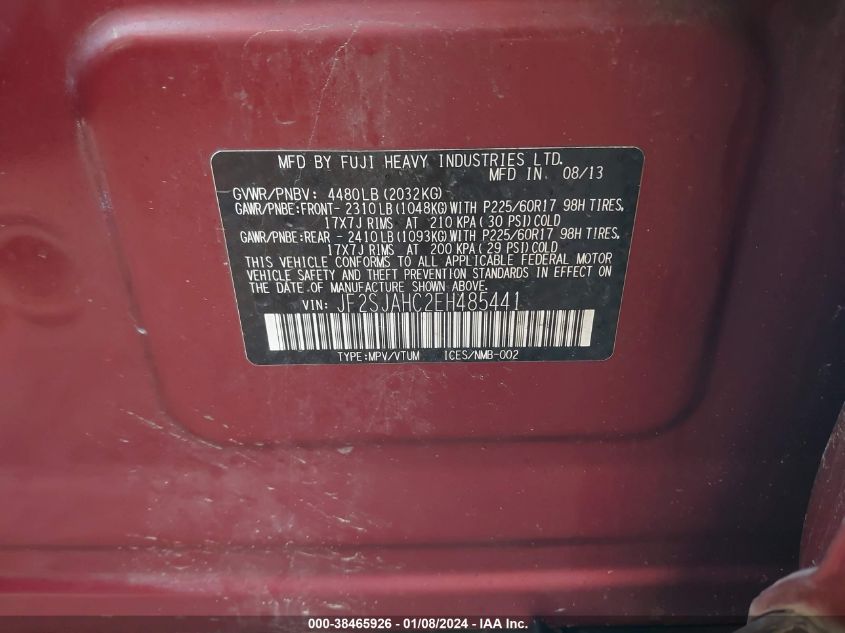 MFD BY FUJI HEAVY INDUSTRIES LTD.
MFD IN 08/13
GVWR/PNBV: 4480LB (2032KG)
GAWR/PNBE:FRONT- 2310LB (1048KG) WITH P225/60R17 98H TIRES,
17X7J RIMS AT 210 KPA (30 PSI) COLD
GAWR/PNBE:REAR - 2410LB (1093KG) WITH P225/60R17 98H TIRES,
17X7J RIMS AT 200 KPA (29 PSI) COLD
THIS VEHICLE CONFORMS TO ALL APPLICABLE FEDERAL MOTOR
VEHICLE SAFETY AND THEFT PREVENTION STANDARDS IN EFFECT ON
THE DATE OF MANUFACTURE SHOWN ABOVE.
VIN: JF2SJAHC2EH485441
TYPE:MPV/VTUM ICES/NMB-002
000-38465926 - 01/08/2024 - IAA Inc.